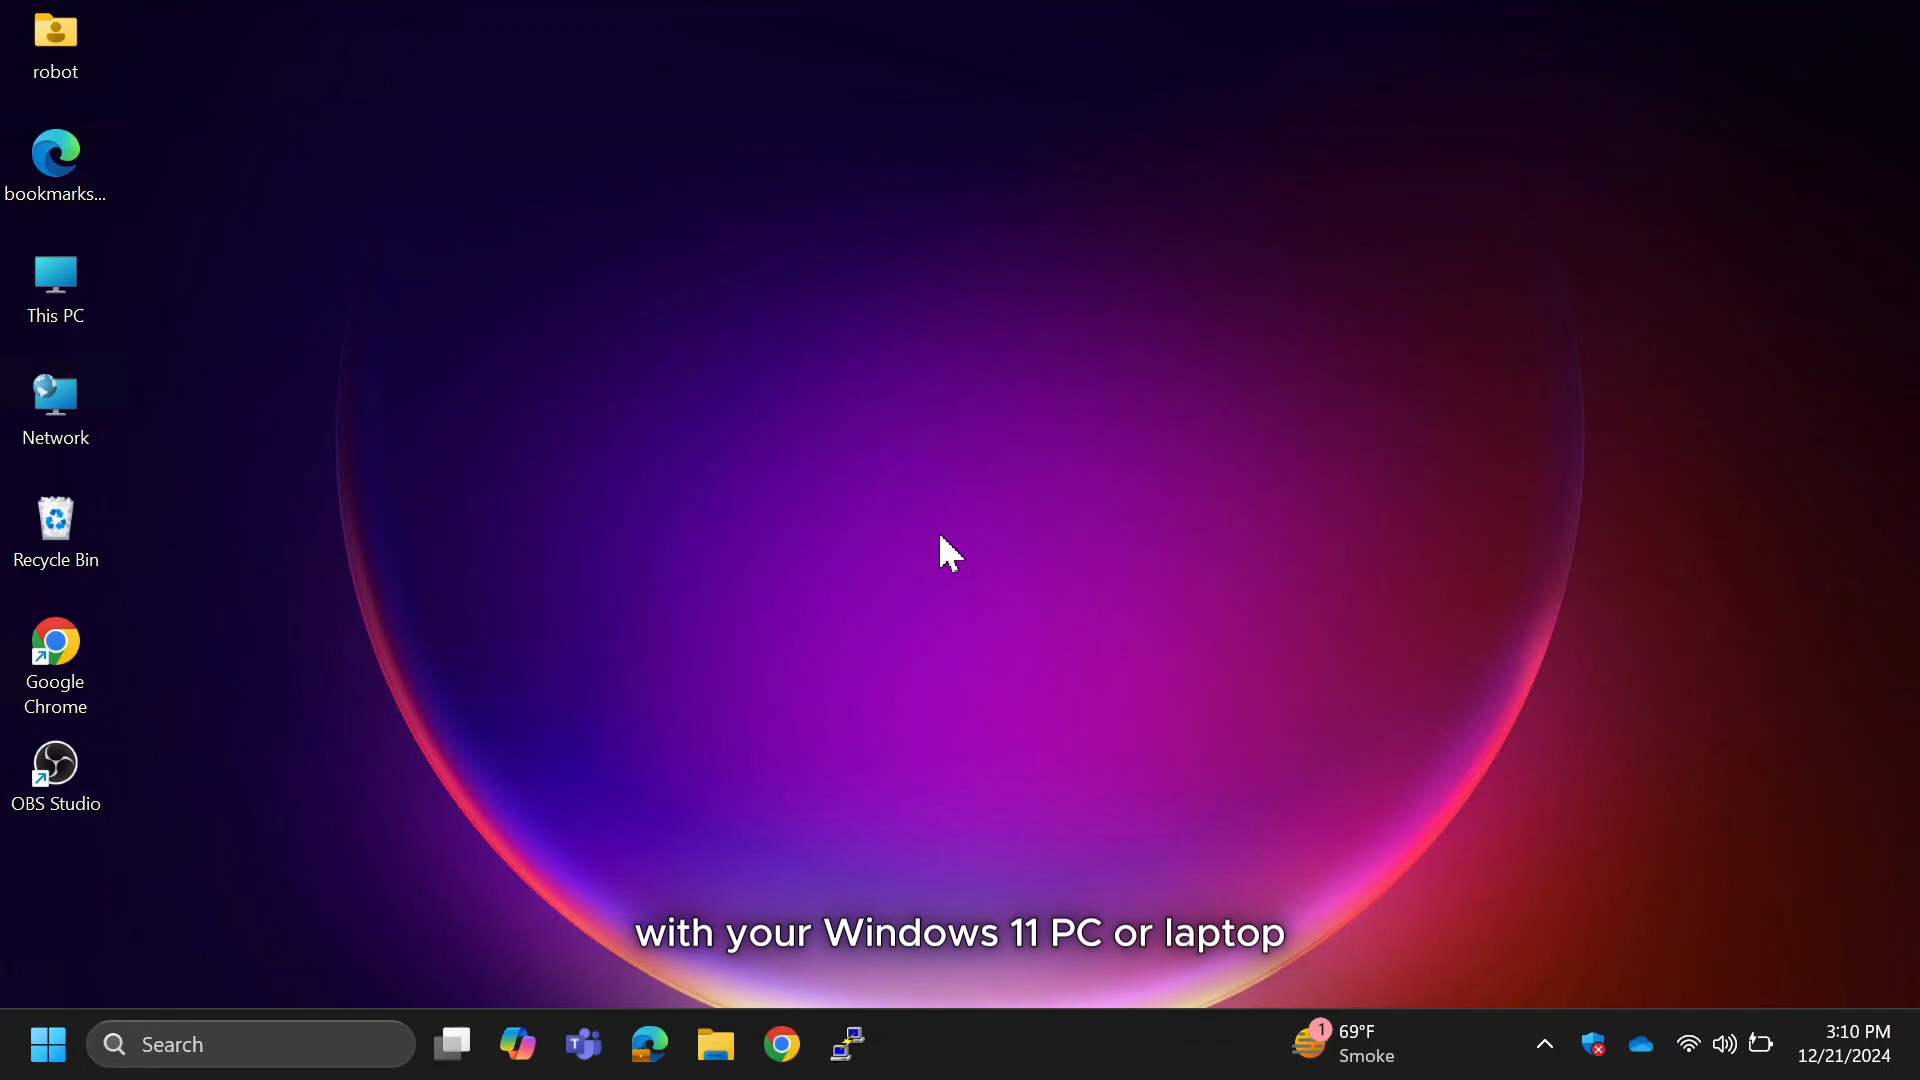 robot
bookmarks...
This PC
Network
Recycle Bin
Google
Chrome
OBS Studio
with your Windows 11 PC or laptop
Search
T
1
69°F
Smoke
3:10 PM
12/21/2024